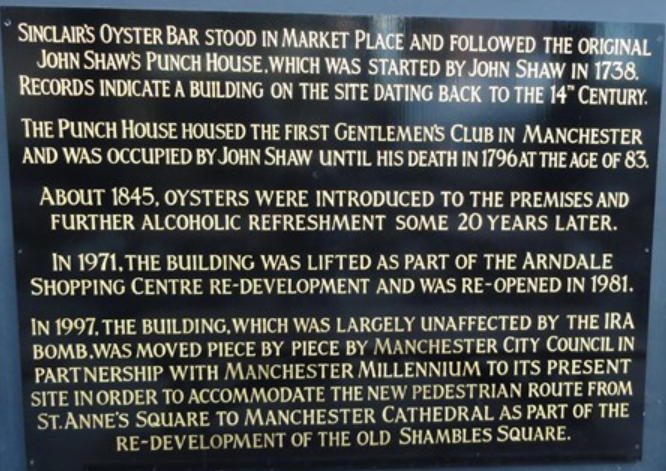 SINCLAIR'S OYSTER BAR STOOD IN MARKET PLACE AND FOLLOWED THE ORIGINAL
JOHN SHAW'S PUNCH HOUSE, WHICH WAS STARTED BY JOHN SHAW IN 1738.
RECORDS INDICATE A BUILDING ON THE SITE DATING BACK TO THE 14TH CENTURY.
THE PUNCH HOUSE HOUSED THE FIRST GENTLEMEN'S CLUB IN MANCHESTER
AND WAS OCCUPIED BY JOHN SHAW UNTIL HIS DEATH IN 1796 AT THE AGE OF 83.
ABOUT 1845, OYSTERS WERE INTRODUCED TO THE PREMISES AND
FURTHER ALCOHOLIC REFRESHMENT SOME 20 YEARS LATER.
IN 1971, THE BUILDING WAS LIFTED AS PART OF THE ARNDALE
SHOPPING CENTRE RE-DEVELOPMENT AND WAS RE-OPENED IN 1981.
IN 1997, THE BUILDING, WHICH WAS LARGELY UNAFFECTED BY THE IRA
BOMB, WAS MOVED PIECE BY PIECE BY MANCHESTER CITY COUNCIL IN
PARTNERSHIP WITH MANCHESTER MILLENNIUM TO ITS PRESENT
SITE IN ORDER TO ACCOMMODATE THE NEW PEDESTRIAN ROUTE FROM
ST. ANNE'S SQUARE TO MANCHESTER CATHEDRAL AS PART OF THE
RE-DEVELOPMENT OF THE OLD SHAMBLES SQUARE.